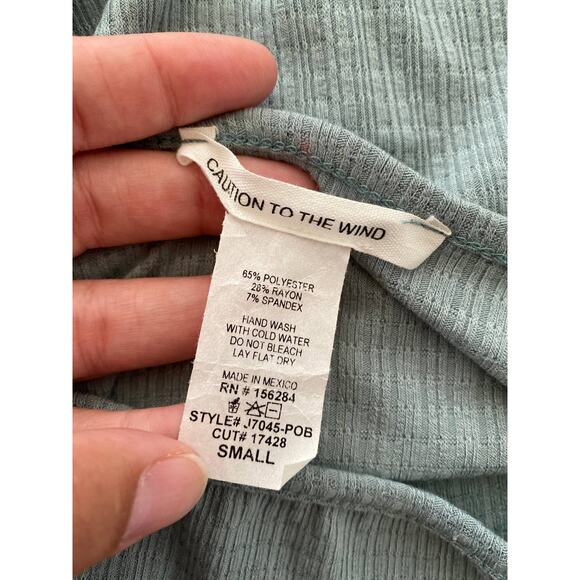 CAUTION TO THE WIND
65% POLYESTER
28% RAYON
7% SPANDEX
HAND WASH
WITH COLD WATER
DO NOT BLEACH
LAY FLAT DRY
MADE IN MEXICO
RN # 156284
STYLE# J7045-POB
CUT# 17428
SMALL